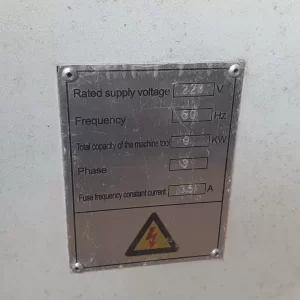 Rated supply voltage 22 V
Frequency 60 Hz
Total capacity of the machine tool KW
Phase 3
Fuse frequency constant current A